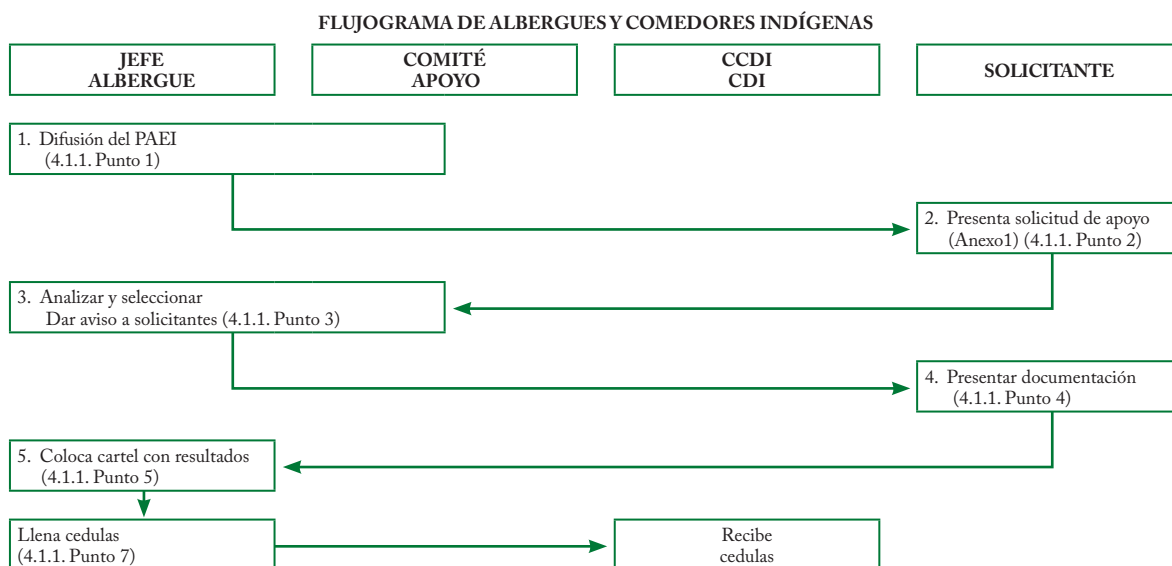 FLUJOGRAMA DE ALBERGUES Y COMEDORES INDÍGENAS
JEFE
ALBERGUE
COMITÉ
APOYO
CCDI
CDI
SOLICITANTE
1. Difusión del PAEI
(4.1.1. Punto 1)
2. Presenta solicitud de apoyo
(Anexo1) (4.1.1. Punto 2)
3. Analizar y seleccionar
Dar aviso a solicitantes (4.1.1. Punto 3)
4. Presentar documentación
(4.1.1. Punto 4)
5. Coloca cartel con resultados
(4.1.1. Punto 5)
Llena cedulas
(4.1.1. Punto 7)
Recibe
cedulas